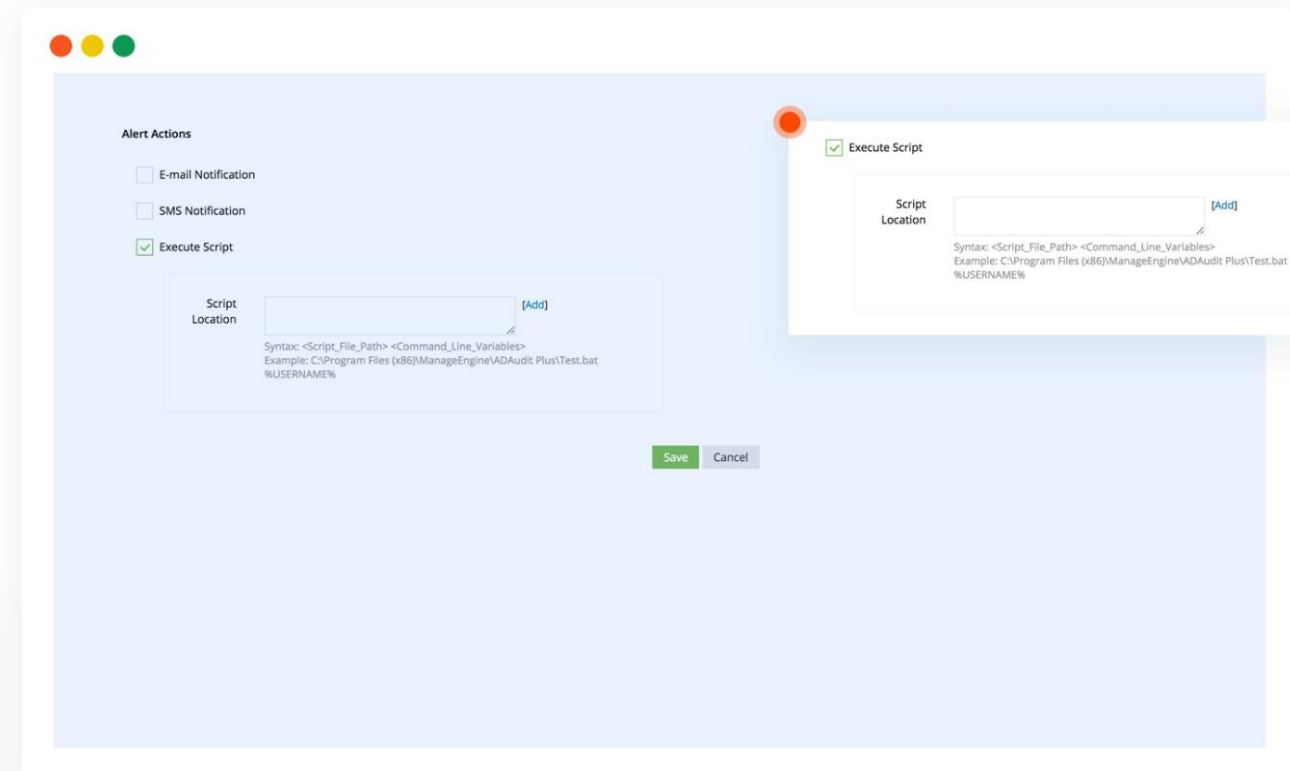 Alert Actions
E-mail Notification
SMS Notification
Execute Script
Script
Location
[Add]
Syntax: <Script_File_Path> <Command_Line_Variables>
Example: C:\Program Files (x86)\ManageEngine\ADAudit Plus\Test.bat
%USERNAME%
Save Cancel
Execute Script
Script
Location
[Add]
Syntax: <Script_File_Path> <Command_Line_Variables>
Example: C:\Program Files (x86)\ManageEngine\ADAudit Plus\Test.bat
%USERNAME%